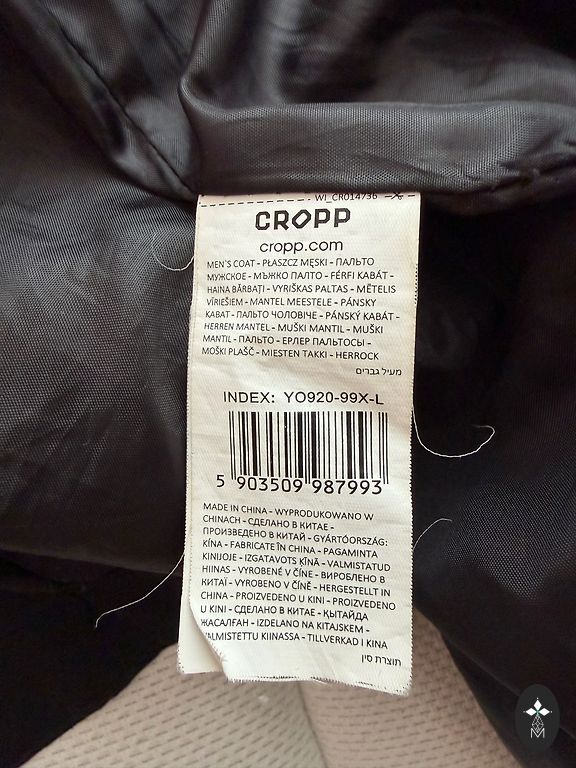 WI_CR014736
CROPP
cropp.com
MEN'S COAT - PŁASZCZ MĘSKI - ПАЛЬТО
МУЖСКОЕ - МЪЖКО ПАЛТО - FÉRFI KABÁT -
HAINA BĂRBAȚI - VYRIŠKAS PALTAS - MĒTELIS
VĪRIEŠIEM - MANTEL MEESTELE - PÁNSKY
KABAT - ПАЛЬТО ЧОЛОВІЧЕ - PÁNSKÝ KABÁT -
HERREN MANTEL - MUŠKI MANTIL - MUŠKI
MANTIL - ПАЛЬТО - ЕРЛЕР ПАЛЬТОСЫ -
MOŠKI PLAŠČ - MIESTEN TAKKI - HERROCK
מעיל גברים
INDEX: YO920-99X-L
5 903509 987993
MADE IN CHINA - WYPRODUKOWANO W
CHINACH - СДЕЛАНО В КИТАЕ -
ПРОИЗВЕДЕНО В КИТАЙ - GYÁRTÓORSZÁG:
KÍNA - FABRICATE ÎN CHINA - PAGAMINTA
KINIJOJE - IZGATAVOTS ĶĪNĀ - VALMISTATUD
HIINAS - VYROBENÉ V ČÍNE - ВИРОБЛЕНО В
КИТАЇ - VYROBENO V ČÍNĚ - HERGESTELLT IN
CHINA - PROIZVEDENO U KINI - PROIZVEDENO
U KINI - СДЕЛАНО В КИТАЕ - ҚЫТАЙДА
ЖАСАЛҒАН - IZDELANO NA KITAJSKEM -
VALMISTETTU KIINASSA - TILLVERKAD I KINA
תוצרת סין
M